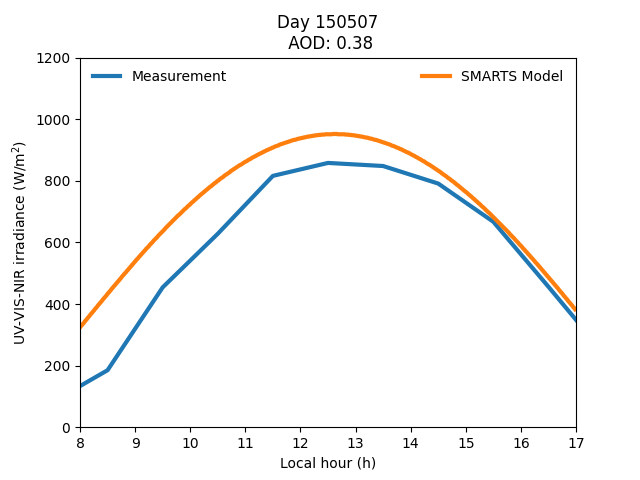 Day 150507
AOD: 0.38
Measurement
SMARTS Model
UV-VIS-NIR irradiance (W/m²)
1200
1000
800
600
400
200
0
8 9 10 11 12 13 14 15 16 17
Local hour (h)